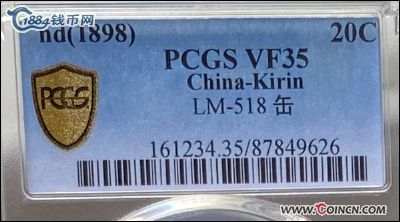 1884钱币网
nd(1898) 20C
PCGS VF35
China-Kirin
LM-518 缶
PCGS
161234.35/87849626
www.COINCN.COM